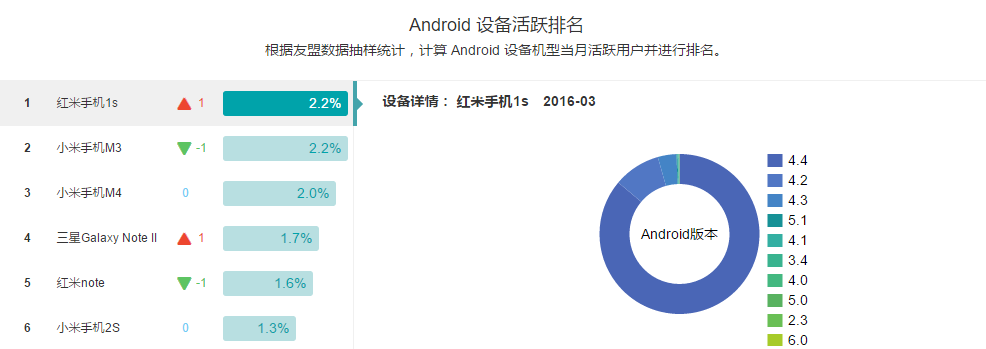 Android 设备活跃排名
根据友盟数据抽样统计，计算 Android 设备机型当月活跃用户并进行排名。
1 红米手机1s 1 2.2%
2 小米手机M3 -1 2.2%
3 小米手机M4 0 2.0%
4 三星Galaxy Note II 1 1.7%
5 红米note -1 1.6%
6 小米手机2S 0 1.3%
设备详情： 红米手机1s 2016-03
Android版本
4.4
4.2
4.3
5.1
4.1
3.4
4.0
5.0
2.3
6.0